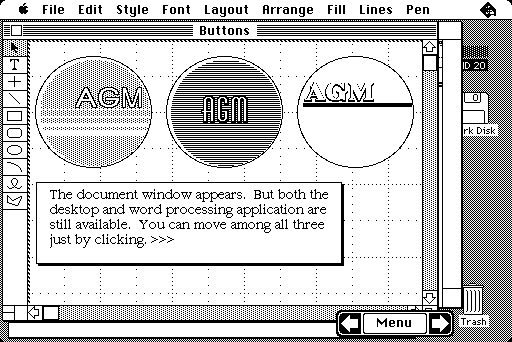 File Edit Style Font Layout Arrange Fill Lines Pen
Buttons
T
AGM
AGM
AGM
D 20
rk Disk
The document window appears. But both the
desktop and word processing application are
still available. You can move among all three
just by clicking. >>>
Menu
Trash